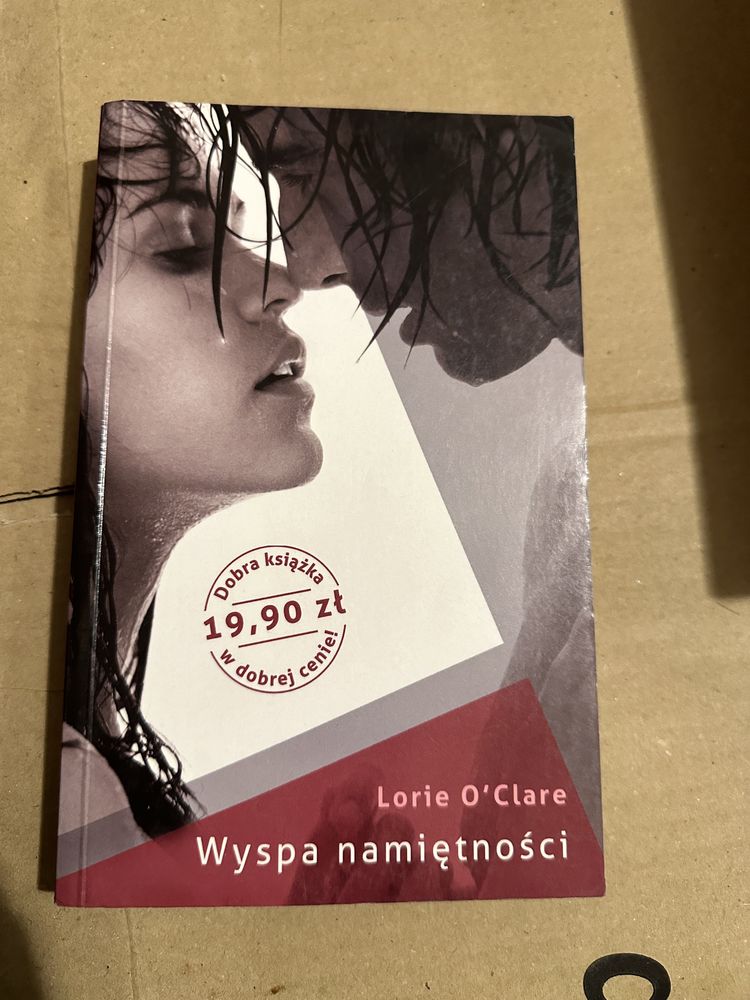 Dobra książka
19,90 zł
w dobrej cenie!
Lorie O'Clare
Wyspa namiętności